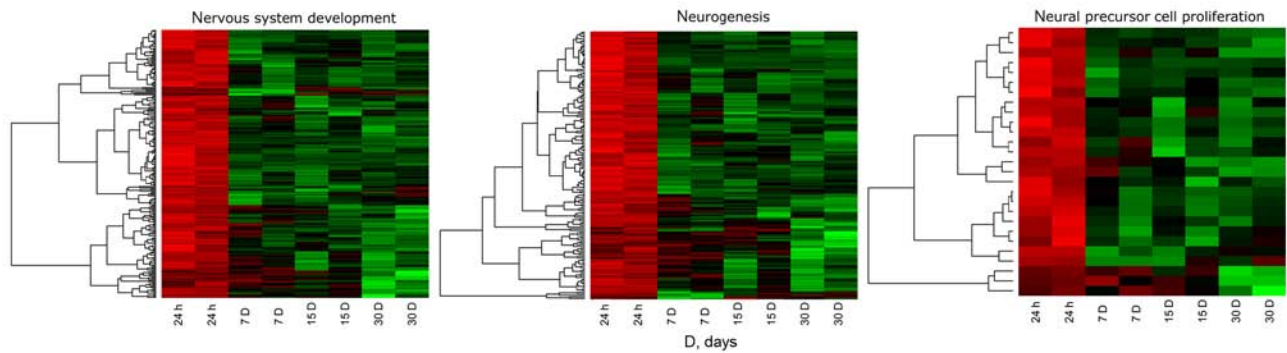 Nervous system development
Neurogenesis
Neural precursor cell proliferation
24 h 24 h 7 D 7 D 15 D 15 D 30 D 30 D
24 h 24 h 7 D 7 D 15 D 15 D 30 D 30 D
24 h 24 h 7 D 7 D 15 D 15 D 30 D 30 D
D, days